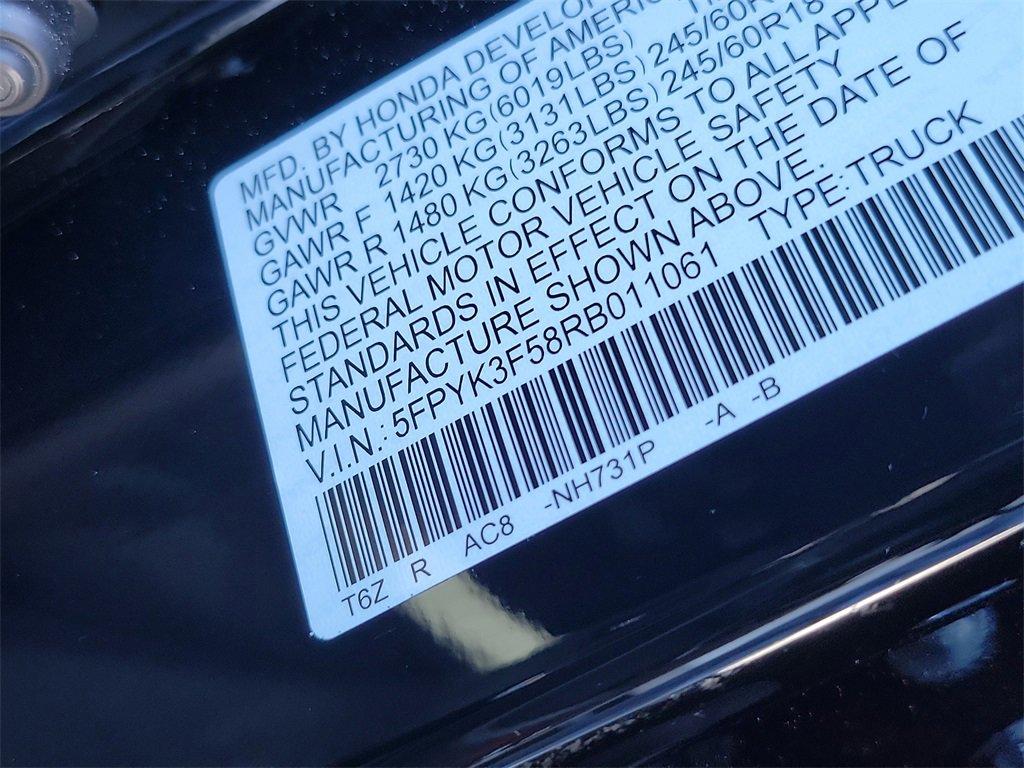 MFD. BY HONDA DEVELO
MANUFACTURING OF AMERIC
GVWR 2730 KG(6019LBS)
GAWR F 1420 KG(3131LBS) 245/60R
GAWR R 1480 KG(3263LBS) 245/60R18
THIS VEHICLE CONFORMS TO ALL APPL
FEDERAL MOTOR VEHICLE SAFETY
STANDARDS IN EFFECT ON THE DATE OF
MANUFACTURE SHOWN ABOVE.
V.I.N.: 5FPYK3F58RB011061 TYPE: TRUCK
T6Z R AC8 -NH731P -A -B